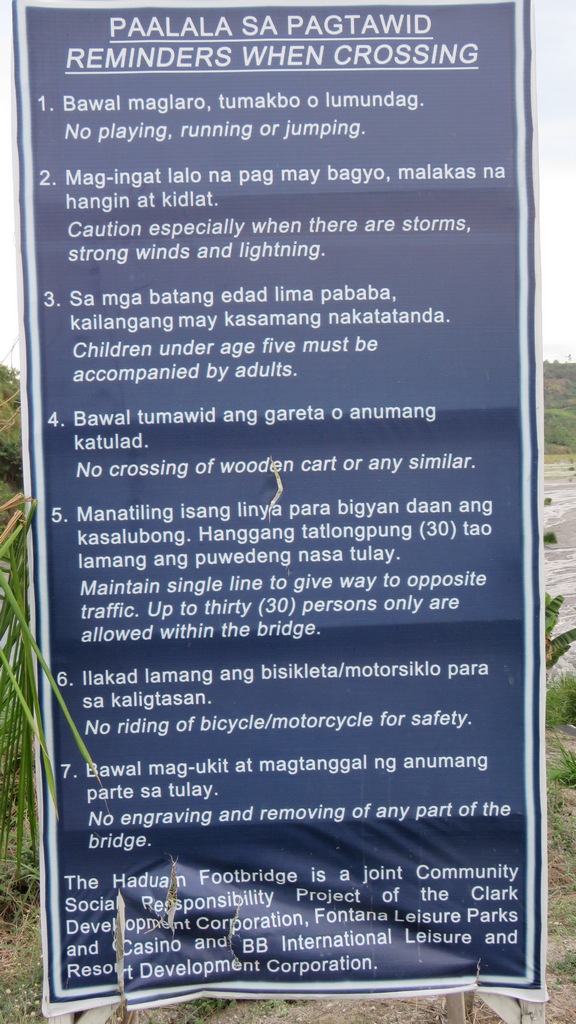 PAALALA SA PAGTAWID
REMINDERS WHEN CROSSING
1. Bawal maglaro, tumakbo o lumundag.
No playing, running or jumping.
2. Mag-ingat lalo na pag may bagyo, malakas na
hangin at kidlat.
Caution especially when there are storms,
strong winds and lightning.
3. Sa mga batang edad lima pababa,
kailangang may kasamang nakatatanda.
Children under age five must be
accompanied by adults.
4. Bawal tumawid ang gareta o anumang
katulad.
No crossing of wooden cart or any similar.
5. Manatiling isang linya para bigyan daan ang
kasalubong. Hanggang tatlongpung (30) tao
lamang ang puwedeng nasa tulay.
Maintain single line to give way to opposite
traffic. Up to thirty (30) persons only are
allowed within the bridge.
6. Ilakad lamang ang bisikleta/motorsiklo para
sa kaligtasan.
No riding of bicycle/motorcycle for safety.
7. Bawal mag-ukit at magtanggal ng anumang
parte sa tulay.
No engraving and removing of any part of the
bridge.
The Haduan Footbridge is a joint Community
Social Responsibility Project of the Clark
Development Corporation, Fontana Leisure Parks
and Casino and BB International Leisure and
Resort Development Corporation.